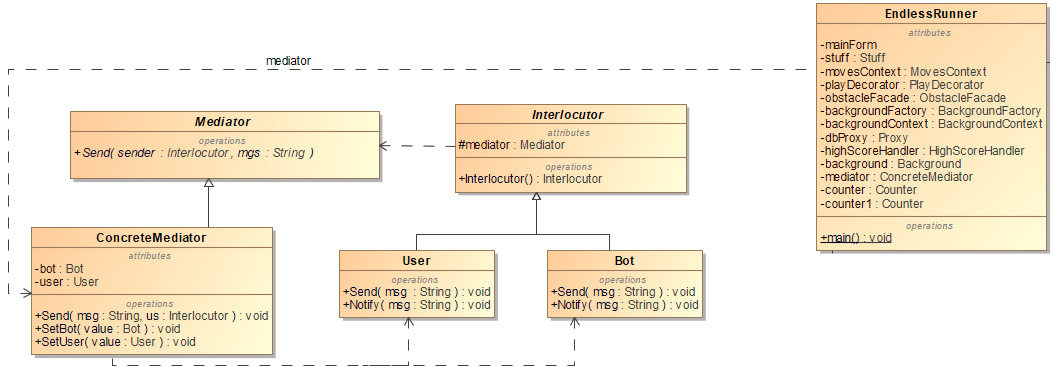 EndlessRunner
attributes
-mainForm
-stuff : Stuff
-movesContext : MovesContext
-playDecorator : PlayDecorator
-obstacleFacade : ObstacleFacade
-backgroundFactory : BackgroundFactory
-backgroundContext : BackgroundContext
-dbProxy : Proxy
-highScoreHandler : HighScoreHandler
-background : Background
-mediator : ConcreteMediator
-counter : Counter
-counter1 : Counter
operations
+main() : void
mediator
Mediator
operations
+Send( sender : Interlocutor, mgs : String )
Interlocutor
attributes
#mediator : Mediator
operations
+Interlocutor() : Interlocutor
ConcreteMediator
attributes
-bot : Bot
-user : User
operations
+Send( msg : String, us : Interlocutor ) : void
+SetBot( value : Bot ) : void
+SetUser( value : User ) : void
User
operations
+Send( msg : String ) : void
+Notify( msg : String ) : void
Bot
operations
+Send( msg : String ) : void
+Notify( msg : String ) : void